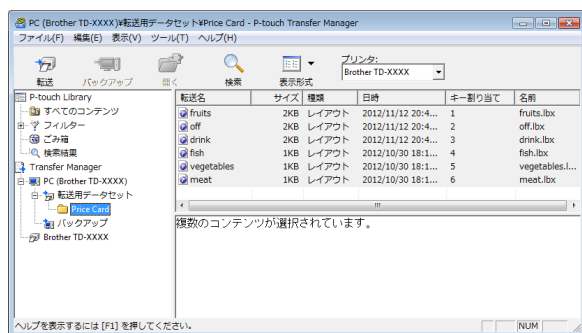 PC (Brother TD-XXXX)¥転送用データセット¥Price Card - P-touch Transfer Manager
ファイル(F) 編集(E) 表示(V) ツール(T) ヘルプ(H)
転送 バックアップ 開く 検索 表示形式 プリンタ: Brother TD-XXXX
P-touch Library
すべてのコンテンツ
フィルター
ごみ箱
検索結果
Transfer Manager
PC (Brother TD-XXXX)
転送用データセット
Price Card
バックアップ
Brother TD-XXXX
転送名 サイズ 種類 日時 キー割り当て 名前
fruits 2KB レイアウト 2012/11/12 20:4... 1 fruits.lbx
off 2KB レイアウト 2012/11/12 20:4... 2 off.lbx
drink 2KB レイアウト 2012/11/12 20:4... 3 drink.lbx
fish 1KB レイアウト 2012/10/30 18:1... 4 fish.lbx
vegetables 1KB レイアウト 2012/10/30 18:1... 5 vegetables.l...
meat 1KB レイアウト 2012/10/30 18:1... 6 meat.lbx
複数のコンテンツが選択されています。
ヘルプを表示するには [F1] を押してください。 NUM